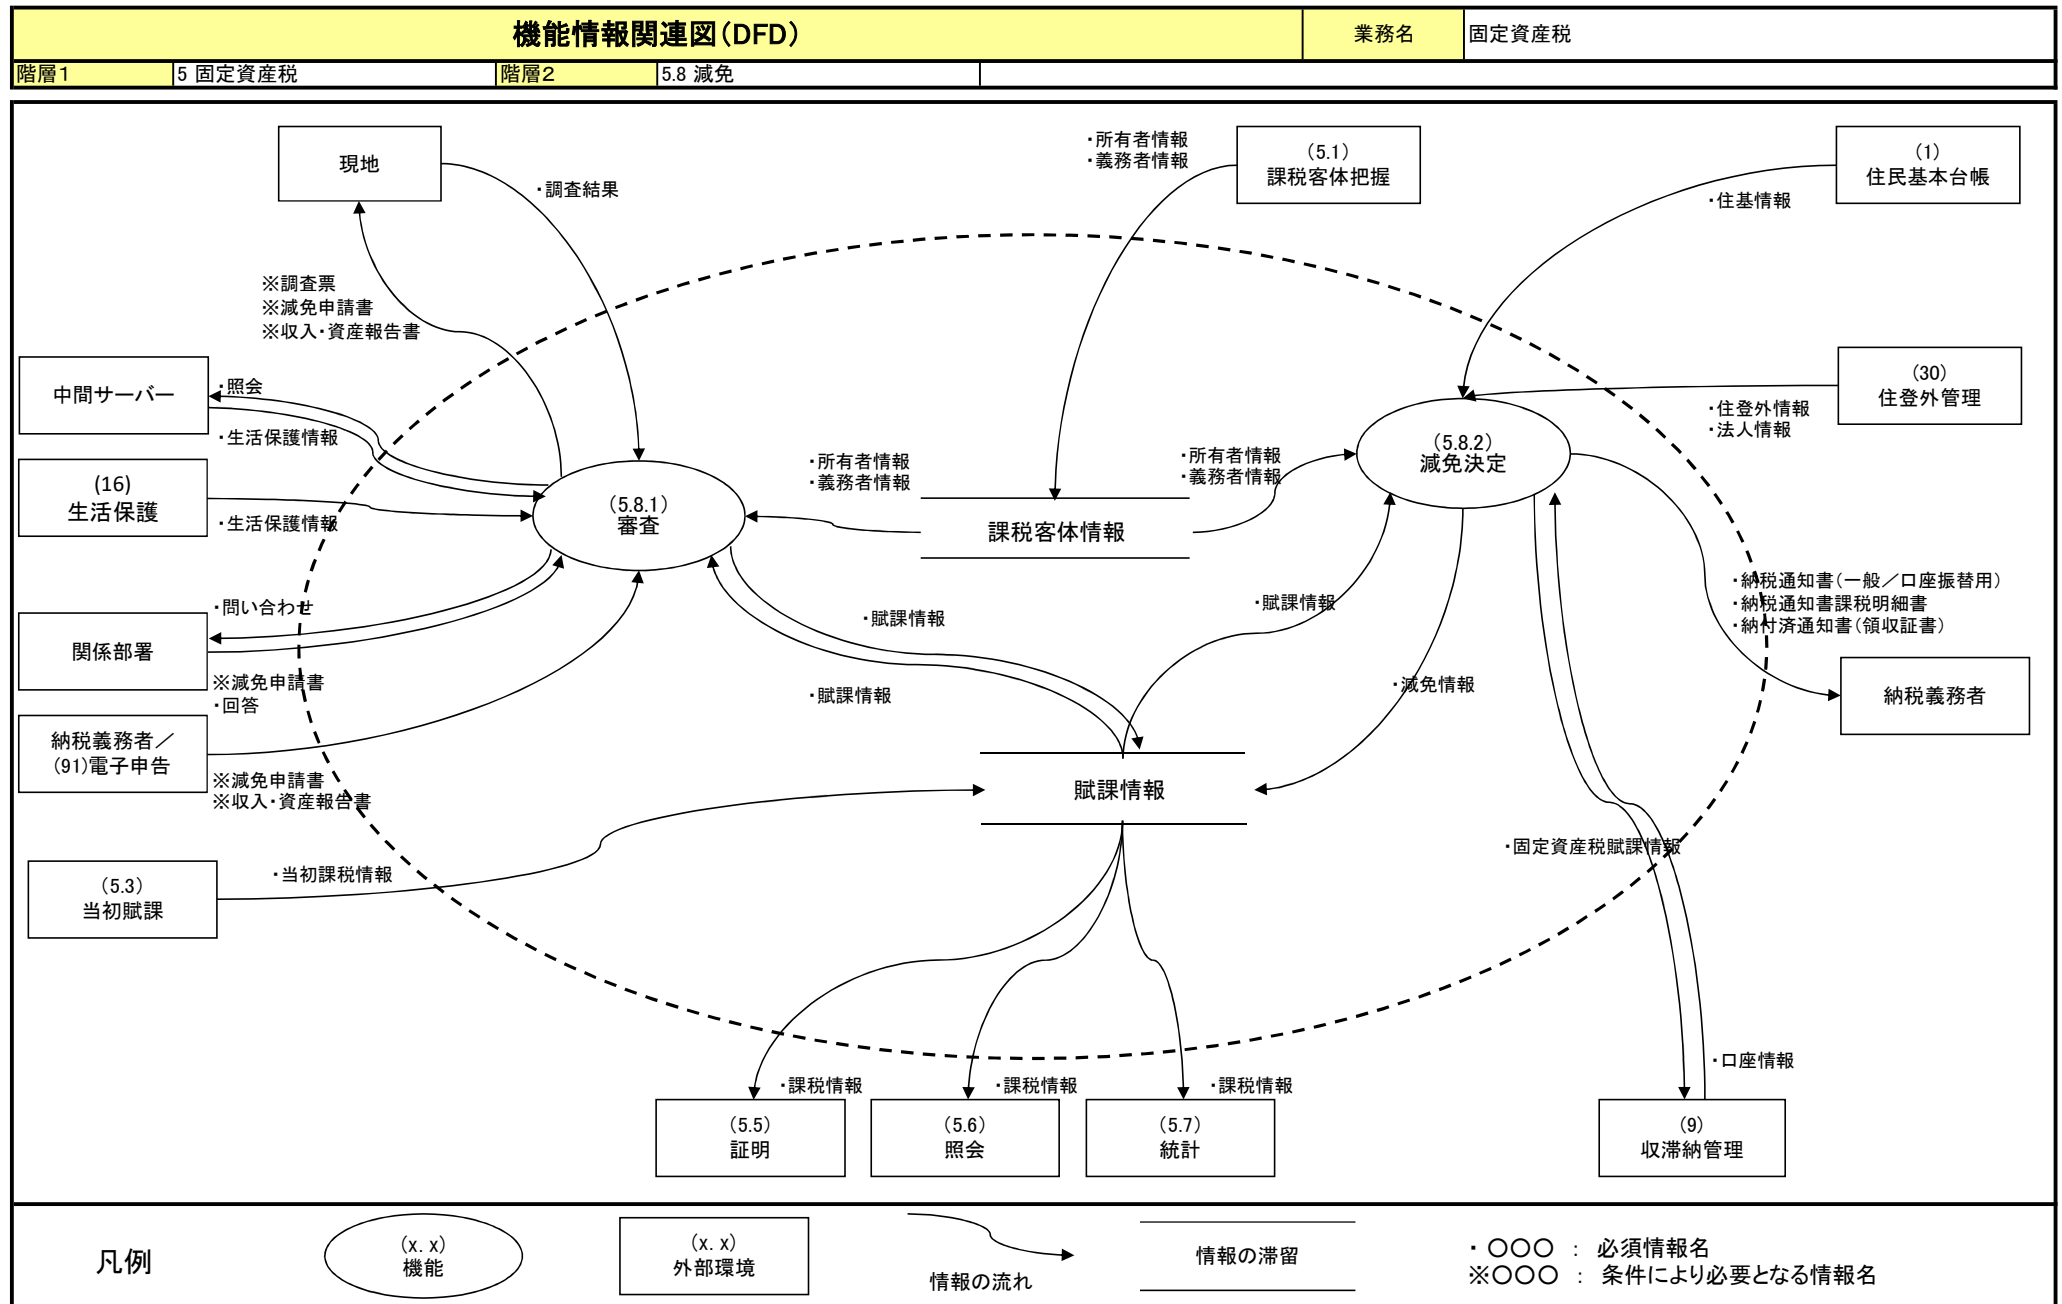 機能情報関連図（DFD）
業務名
固定資産税
階層１
5 固定資産税
階層２
5.8 減免
現地
・調査結果
・所有者情報
・義務者情報
（5.1）
課税客体把握
（1）
住民基本台帳
・住基情報
※調査票
※減免申請書
※収入・資産報告書
中間サーバー
・照会
・生活保護情報
(16)
生活保護
・生活保護情報
（5.8.1）
審査
・所有者情報
・義務者情報
課税客体情報
・所有者情報
・義務者情報
（5.8.2）
減免決定
（30）
住登外管理
・住登外情報
・法人情報
関係部署
・問い合わせ
※減免申請書
・回答
・賦課情報
・賦課情報
・賦課情報
・減免情報
・納税通知書（一般／口座振替用）
・納税通知書課税明細書
・納付済通知書（領収証書）
納税義務者
納税義務者／
(91)電子申告
※減免申請書
※収入・資産報告書
賦課情報
（5.3）
当初賦課
・当初課税情報
・固定資産税賦課情報
・口座情報
・課税情報
・課税情報
・課税情報
（5.5）
証明
（5.6）
照会
（5.7）
統計
（9）
収滞納管理
凡例
（x. x）
機能
（x. x）
外部環境
情報の流れ
情報の滞留
・ 〇〇〇 ： 必須情報名
※〇〇〇 ： 条件により必要となる情報名